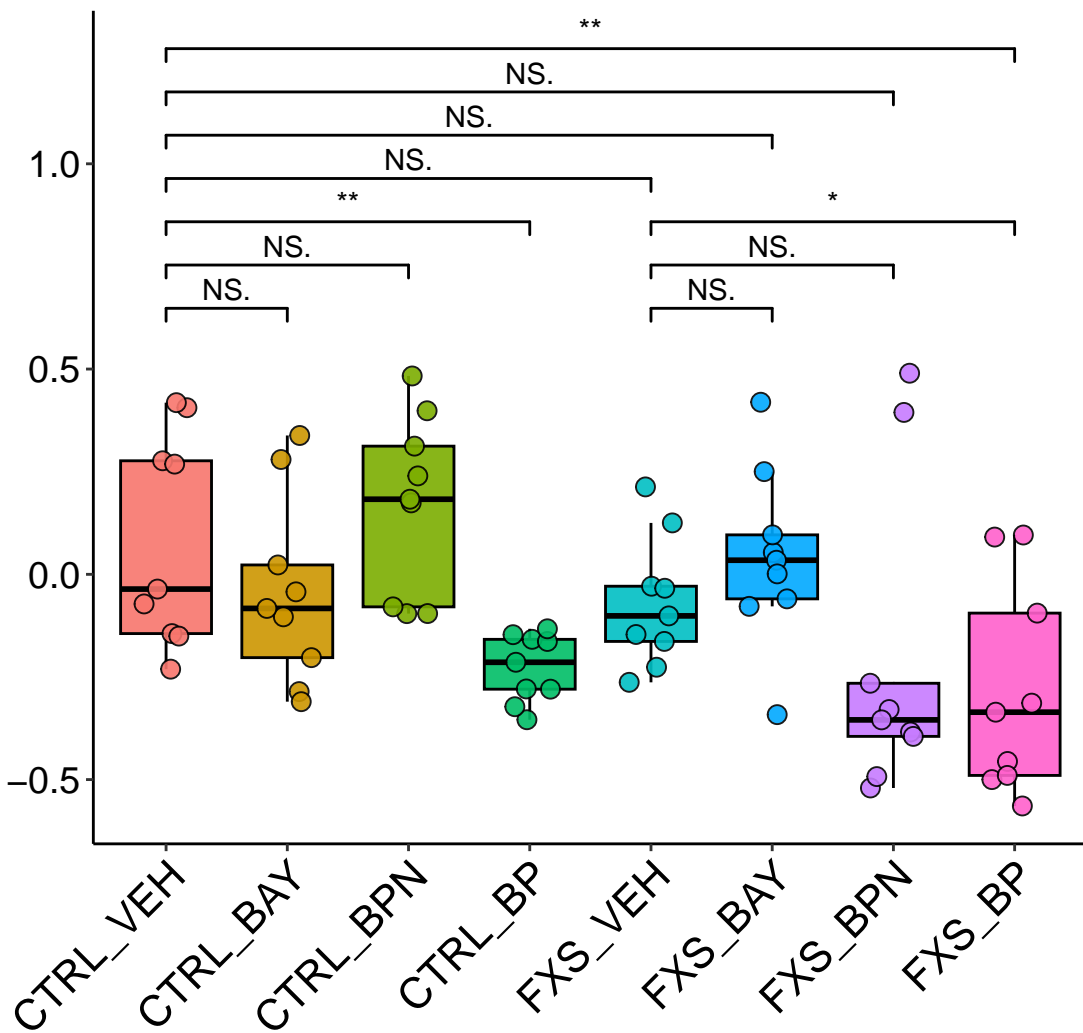 **
NS.
NS.
NS.
** *
NS. NS.
NS. NS.
1.0
0.5
0.0
−0.5
CTRL_VEH
CTRL_BAY
CTRL_BPN
CTRL_BP
FXS_VEH
FXS_BAY
FXS_BPN
FXS_BP